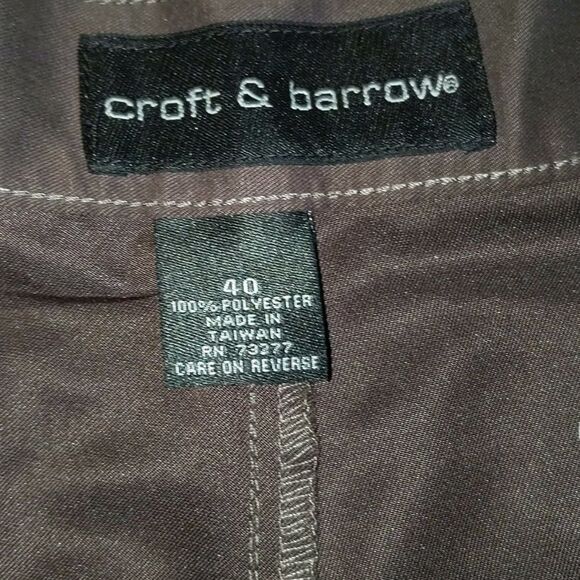 croft & barrow®
40
100% POLYESTER
MADE IN
TAIWAN
RN 73277
CARE ON REVERSE